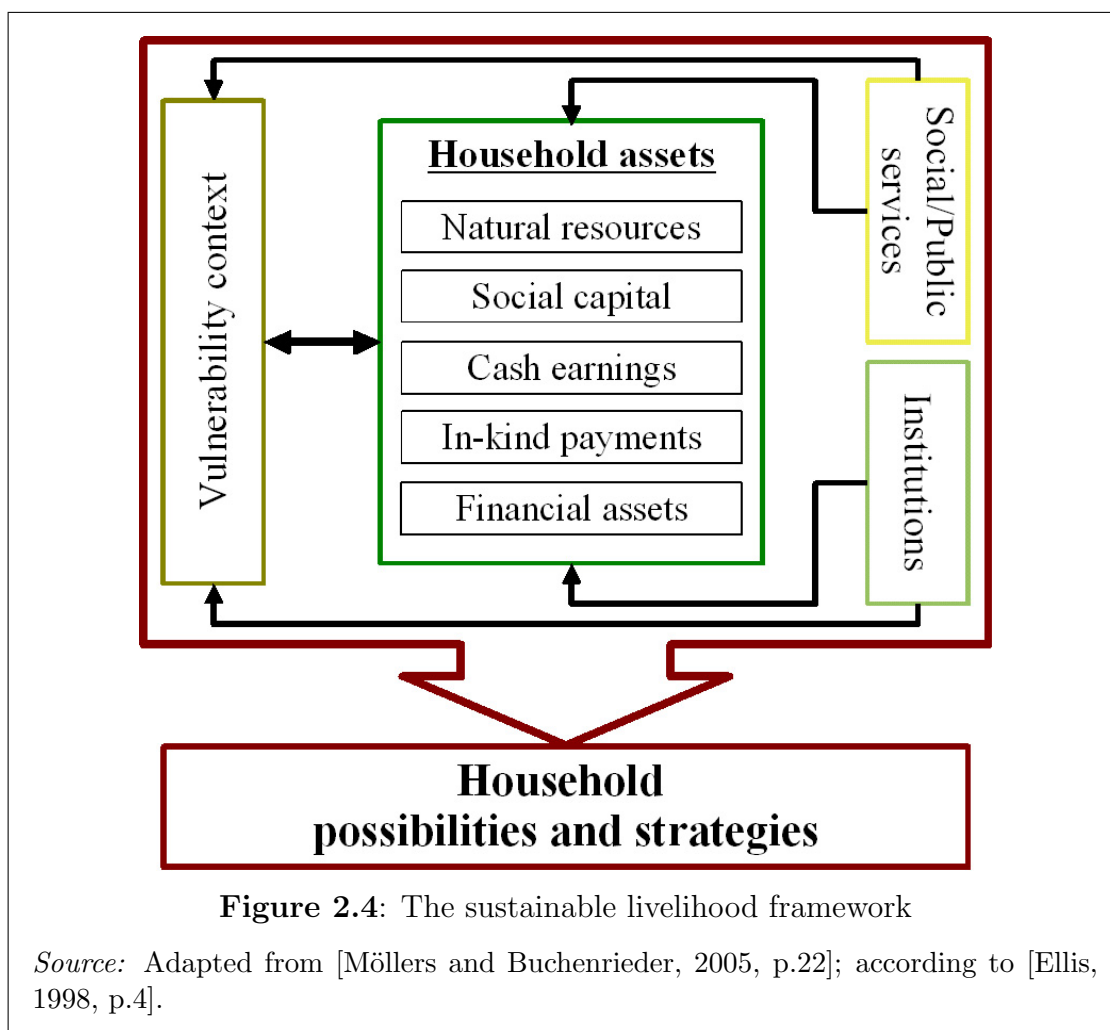 Vulnerability context
Household assets
Natural resources
Social capital
Cash earnings
In-kind payments
Financial assets
Social/Public
services
Institutions
Household
possibilities and strategies
Figure 2.4: The sustainable livelihood framework
Source: Adapted from [Möllers and Buchenrieder, 2005, p.22]; according to [Ellis,
1998, p.4].